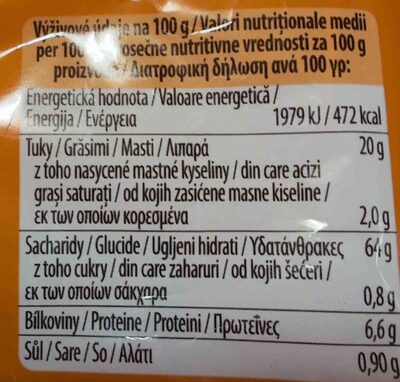 Výživové údaje na 100 g / Valori nutriționale medii
per 100 nutritivne vrednosti za 100 g
Διατροφική δήλωση ανά 100 γρ:
Energetická hodnota / Valoare energetică /
Energija / Ενέργεια 1979 kJ / 472 kcal
Tuky / Grăsimi / Masti / Λιπαρά 20 g
z toho nasycené mastné kyseliny / din care acizi
grași saturați / od kojih zasićene masne kiseline /
εκ των οποίων κορεσμένα 2,0 g
Sacharidy / Glucide / Ugljeni hidrati / Υδατάνθρακες 64 g
z toho cukry / din care zaharuri / od kojih šećeri /
εκ των οποίων σάκχαρα 0,8 g
Bílkoviny / Proteine / Proteini / Πρωτεΐνες 6,6 g
Sůl / Sare / So / Αλάτι 0,90 g